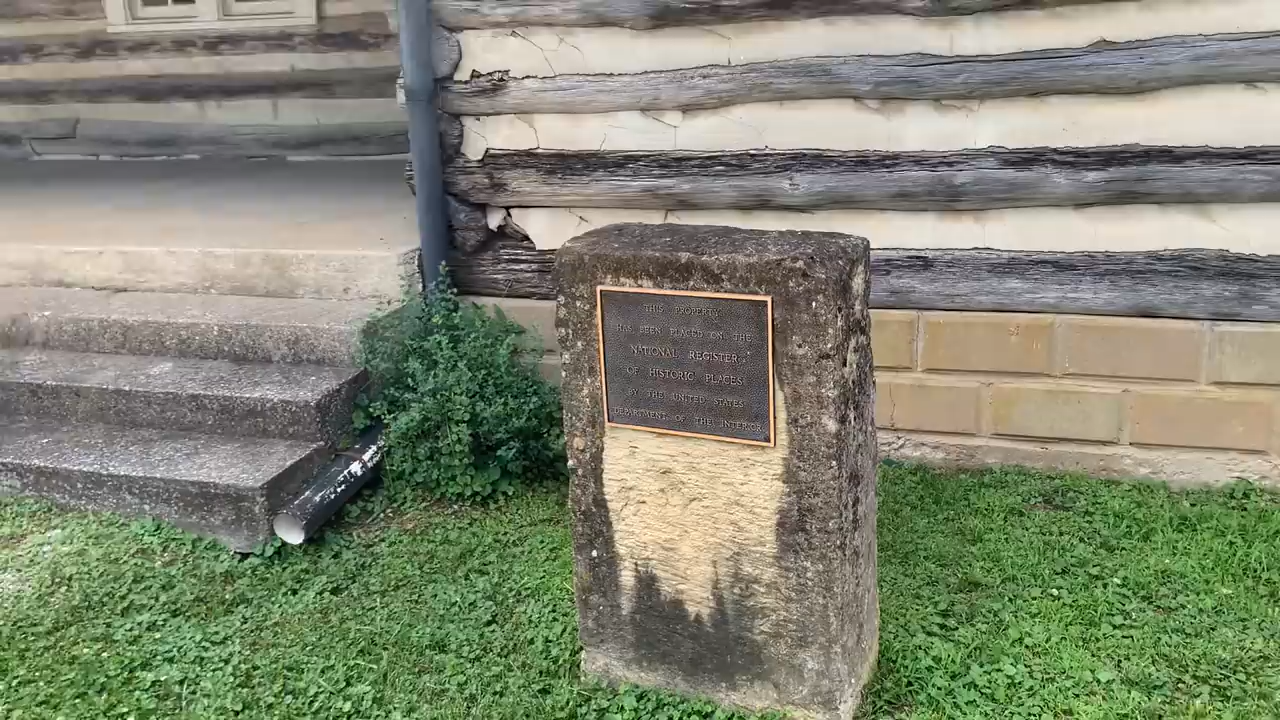 THIS PROPERTY
HAS BEEN PLACED ON THE
NATIONAL REGISTER
OF HISTORIC PLACES
BY THE UNITED STATES
DEPARTMENT OF THE INTERIOR